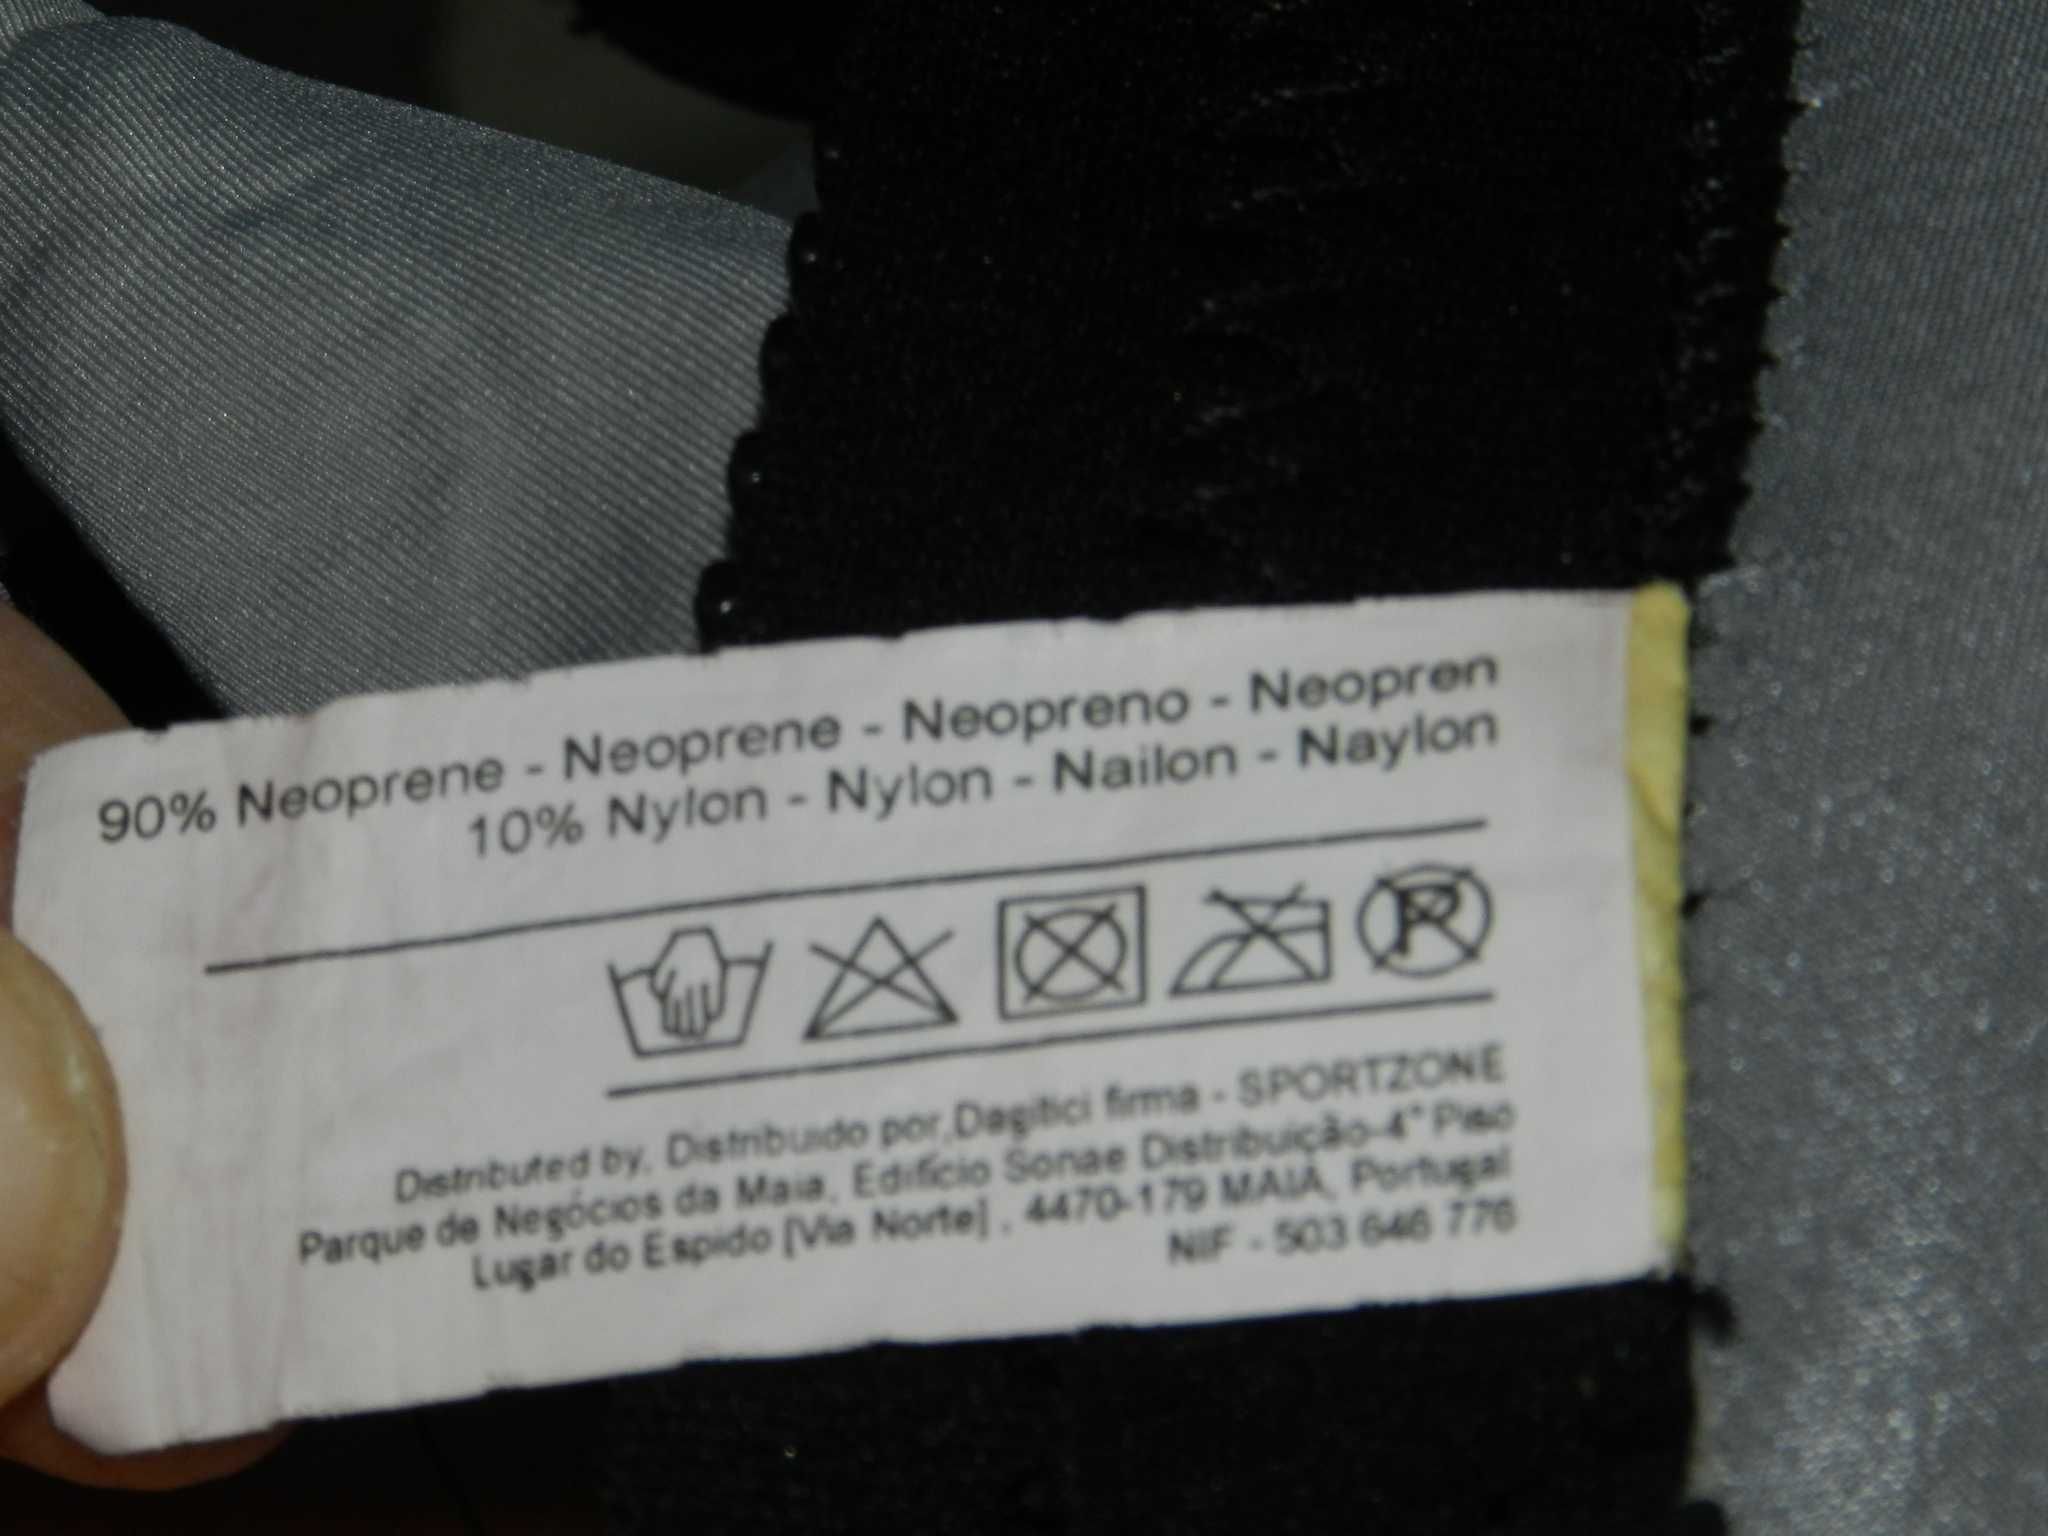 90% Neoprene - Neoprene - Neopreno - Neopren
10% Nylon - Nylon - Nailon - Naylon
P
Distributed by, Distribuido por,Dagitici firma - SPORTZONE
Parque de Negócios da Maia, Edifício Sonae Distribuição-4° Piso
Lugar do Espido [Via Norte] , 4470-179 MAIA, Portugal
NIF - 503 646 776